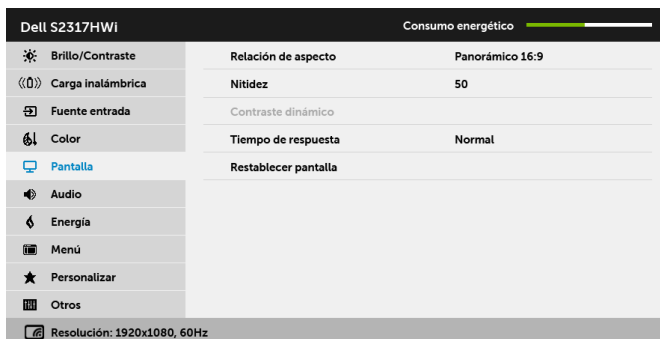 Dell S2317HWi Consumo energético
Brillo/Contraste Relación de aspecto Panorámico 16:9
Carga inalámbrica Nitidez 50
Fuente entrada Contraste dinámico
Color Tiempo de respuesta Normal
Pantalla Restablecer pantalla
Audio
Energía
Menú
Personalizar
Otros
Resolución: 1920x1080, 60Hz